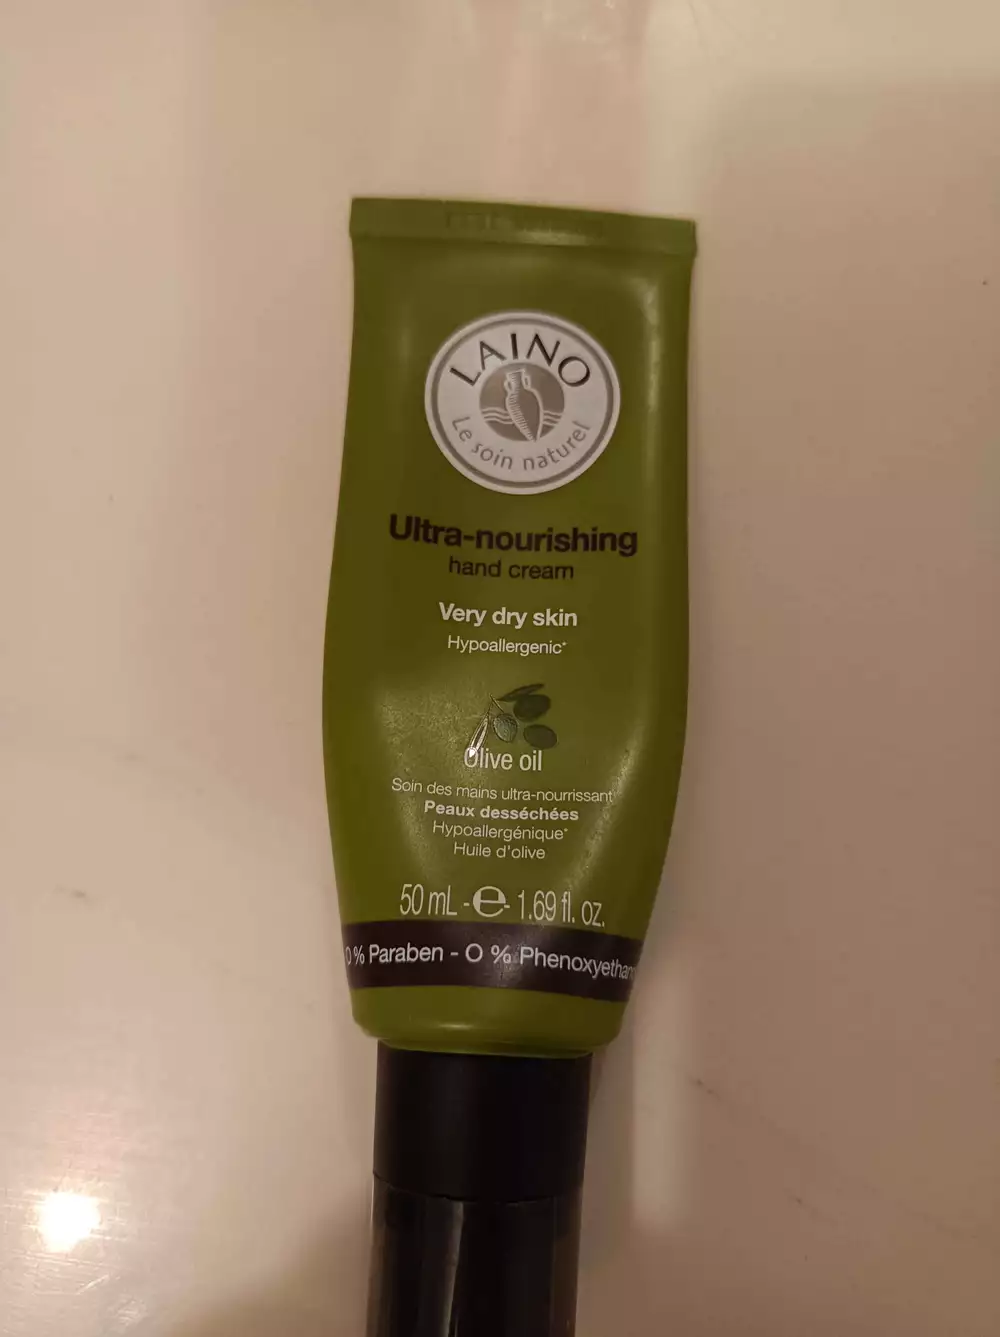 LAINO
Le soin naturel
Ultra-nourishing
hand cream
Very dry skin
Hypoallergenic*
Olive oil
Soin des mains ultra-nourrissant
Peaux desséchées
Hypoallergénique*
Huile d'olive
50 mL - e - 1.69 fl. oz.
0 % Paraben - 0 % Phenoxyethan